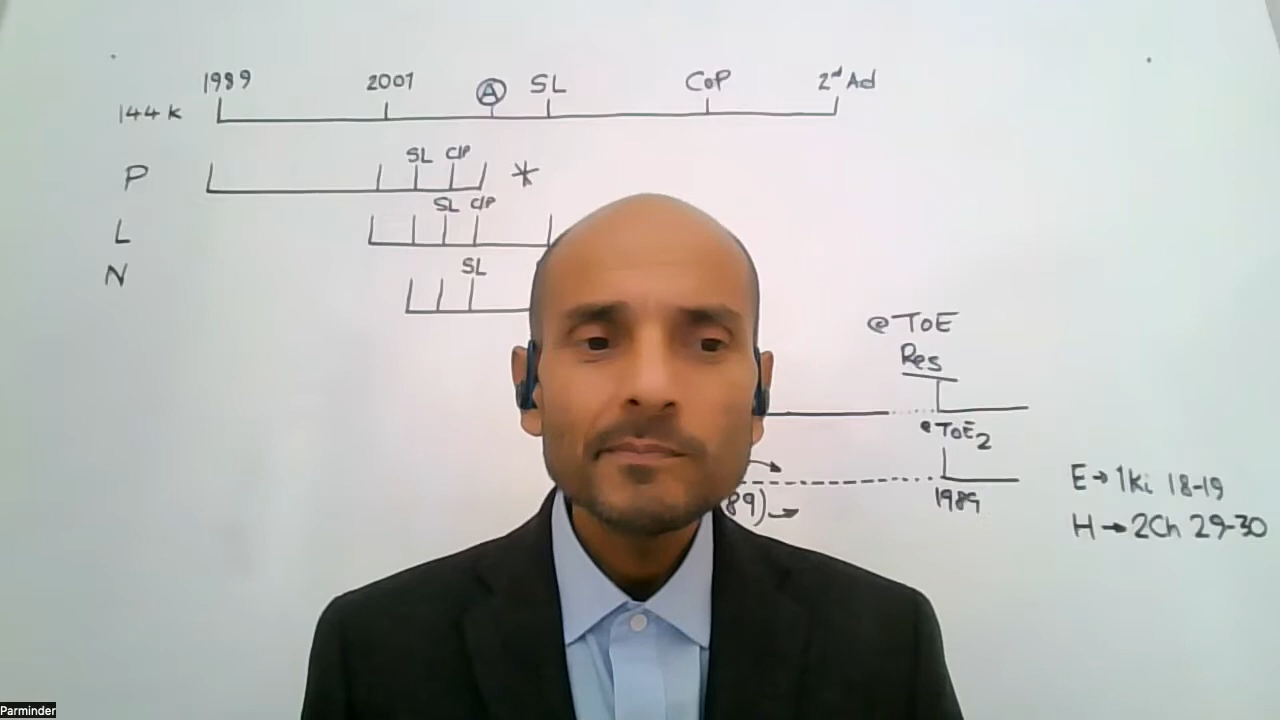 1989 2001 A SL CoP 2nd Ad
144k
SL C/P
P *
SL C/P
L
SL
N
@ToE
Res
@ToE2
E→1Ki 18-19
89)→ 1989
H→2Ch 29-30
Parminder